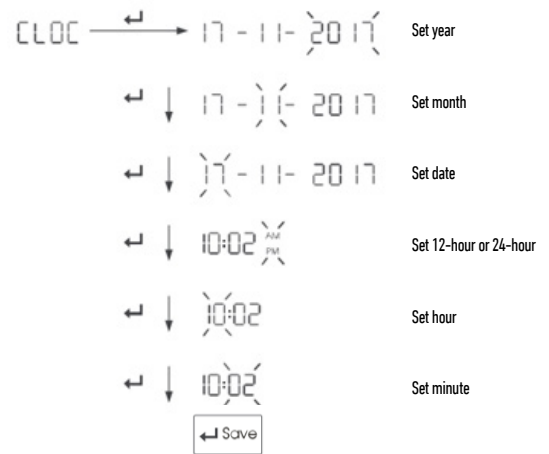 CLOC 17-11-2017 Set year
17-11-2017 Set month
17-11-2017 Set date
10:02 AM PM Set 12-hour or 24-hour
10:02 Set hour
10:02 Set minute
Save